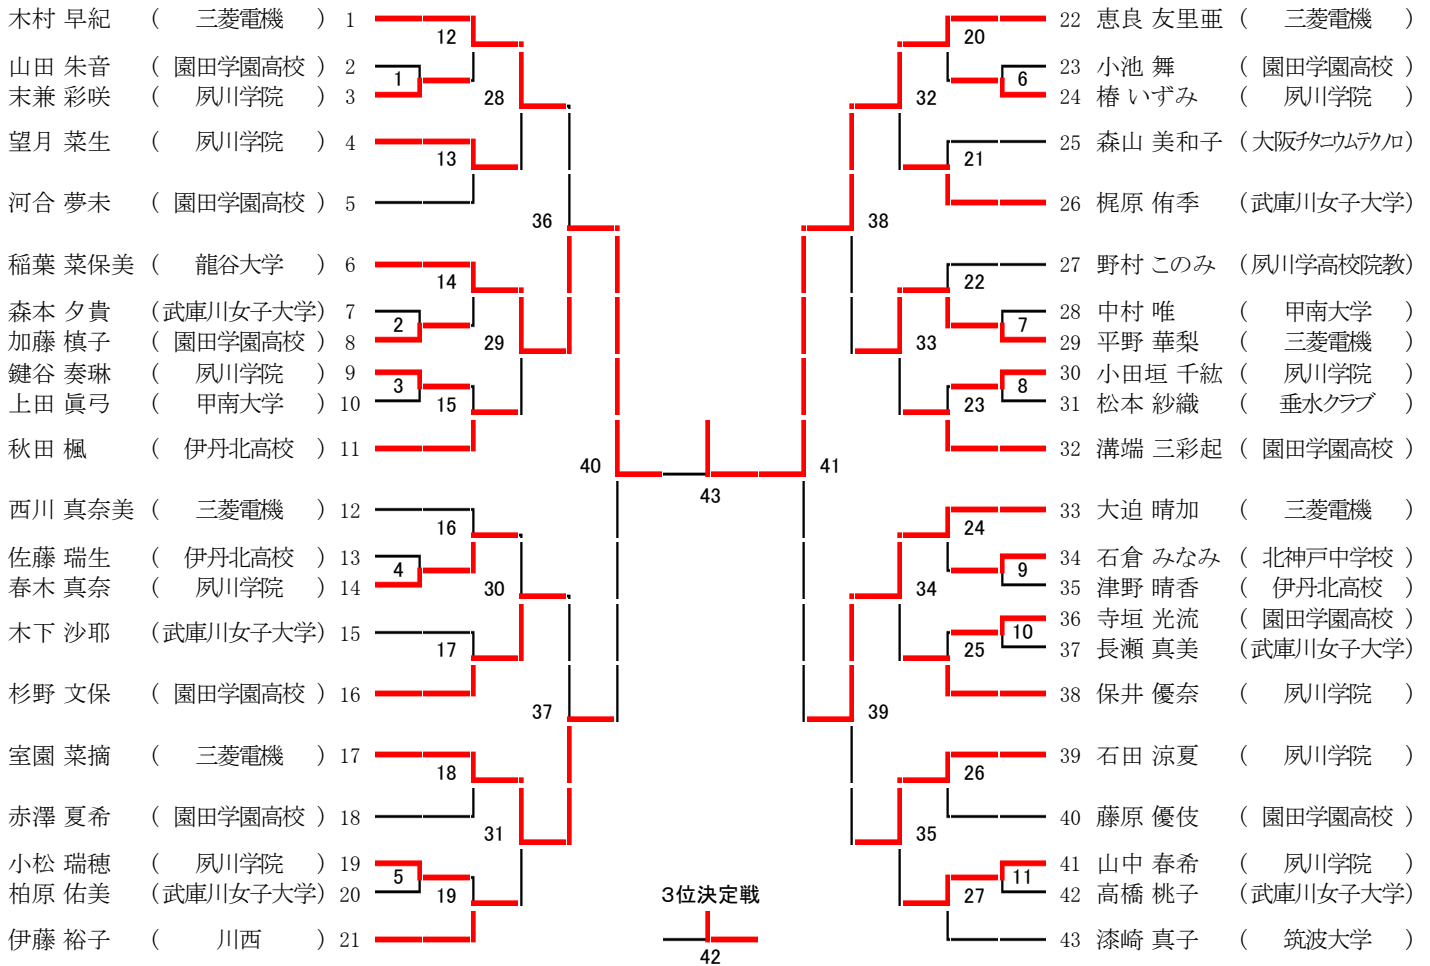 木村 早紀 ( 三菱電機 ) 1
山田 朱音 ( 園田学園高校 ) 2
末兼 彩咲 ( 夙川学院 ) 3
望月 菜生 ( 夙川学院 ) 4
河合 夢未 ( 園田学園高校 ) 5
稲葉 菜保美 ( 龍谷大学 ) 6
森本 夕貴 (武庫川女子大学) 7
加藤 槙子 ( 園田学園高校 ) 8
鍵谷 奏琳 ( 夙川学院 ) 9
上田 眞弓 ( 甲南大学 ) 10
秋田 楓 ( 伊丹北高校 ) 11
西川 真奈美 ( 三菱電機 ) 12
佐藤 瑞生 ( 伊丹北高校 ) 13
春木 真奈 ( 夙川学院 ) 14
木下 沙耶 (武庫川女子大学) 15
杉野 文保 ( 園田学園高校 ) 16
室園 菜摘 ( 三菱電機 ) 17
赤澤 夏希 ( 園田学園高校 ) 18
小松 瑞穂 ( 夙川学院 ) 19
柏原 佑美 (武庫川女子大学) 20
伊藤 裕子 ( 川西 ) 21
1
2
3
4
5
12
13
14
15
16
17
18
19
28
29
30
31
36
37
40
43
41
38
39
32
33
34
35
20
21
22
23
24
25
26
27
6
7
8
9
10
11
3位決定戦
42
22 恵良 友里亜 ( 三菱電機 )
23 小池 舞 ( 園田学園高校 )
24 椿 いずみ ( 夙川学院 )
25 森山 美和子 (大阪チタニウムテクノロ)
26 梶原 侑季 (武庫川女子大学)
27 野村 このみ (夙川学高校院教)
28 中村 唯 ( 甲南大学 )
29 平野 華梨 ( 三菱電機 )
30 小田垣 千紘 ( 夙川学院 )
31 松本 紗織 ( 垂水クラブ )
32 溝端 三彩起 ( 園田学園高校 )
33 大迫 晴加 ( 三菱電機 )
34 石倉 みなみ ( 北神戸中学校 )
35 津野 晴香 ( 伊丹北高校 )
36 寺垣 光流 ( 園田学園高校 )
37 長瀬 真美 (武庫川女子大学)
38 保井 優奈 ( 夙川学院 )
39 石田 涼夏 ( 夙川学院 )
40 藤原 優伎 ( 園田学園高校 )
41 山中 春希 ( 夙川学院 )
42 高橋 桃子 (武庫川女子大学)
43 漆崎 真子 ( 筑波大学 )